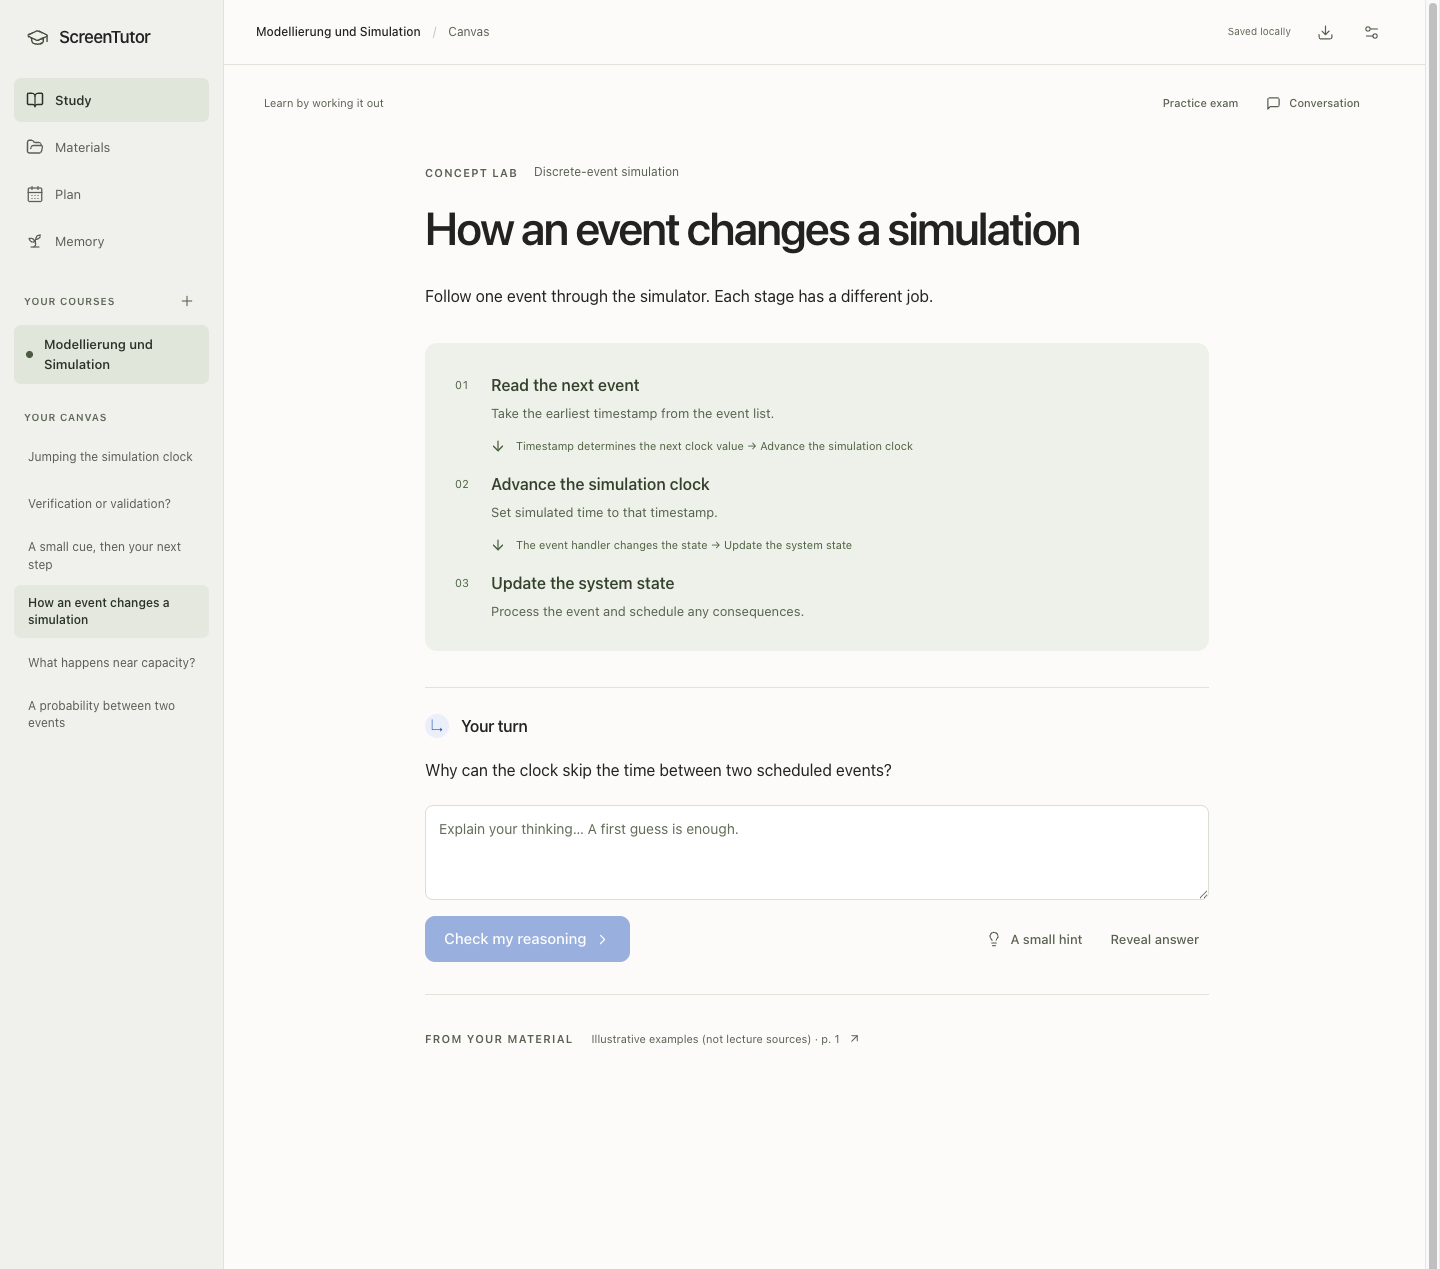 ScreenTutor
Study
Materials
Plan
Memory
YOUR COURSES
Modellierung und
Simulation
YOUR CANVAS
Jumping the simulation clock
Verification or validation?
A small cue, then your next
step
How an event changes a
simulation
What happens near capacity?
A probability between two
events
Modellierung und Simulation / Canvas
Saved locally
Learn by working it out
Practice exam
Conversation
CONCEPT LAB Discrete-event simulation
How an event changes a simulation
Follow one event through the simulator. Each stage has a different job.
01 Read the next event
Take the earliest timestamp from the event list.
↓ Timestamp determines the next clock value → Advance the simulation clock
02 Advance the simulation clock
Set simulated time to that timestamp.
↓ The event handler changes the state → Update the system state
03 Update the system state
Process the event and schedule any consequences.
Your turn
Why can the clock skip the time between two scheduled events?
Explain your thinking... A first guess is enough.
Check my reasoning
A small hint
Reveal answer
FROM YOUR MATERIAL Illustrative examples (not lecture sources) · p. 1